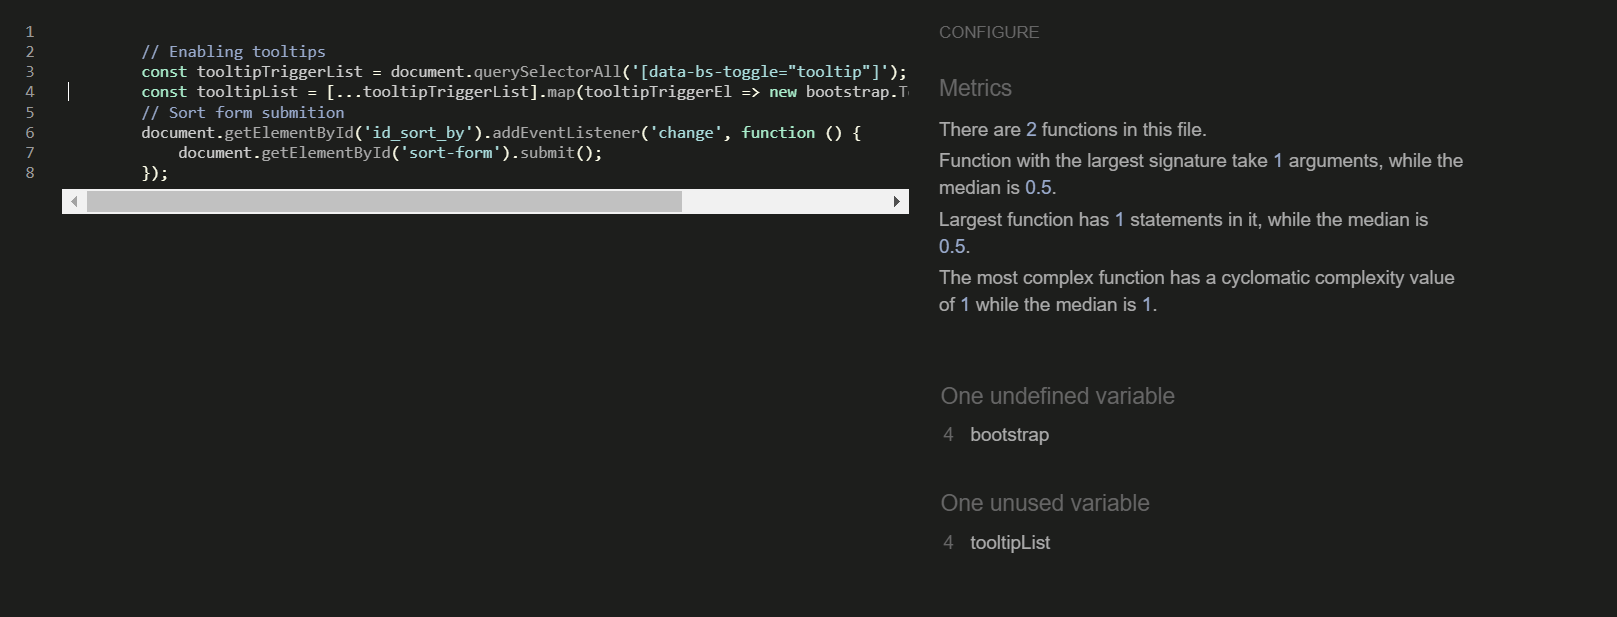 1
2 // Enabling tooltips
3 const tooltipTriggerList = document.querySelectorAll('[data-bs-toggle="tooltip"]');
4 const tooltipList = [...tooltipTriggerList].map(tooltipTriggerEl => new bootstrap.T
5 // Sort form submition
6 document.getElementById('id_sort_by').addEventListener('change', function () {
7 document.getElementById('sort-form').submit();
8 });
CONFIGURE
Metrics
There are 2 functions in this file.
Function with the largest signature take 1 arguments, while the
median is 0.5.
Largest function has 1 statements in it, while the median is
0.5.
The most complex function has a cyclomatic complexity value
of 1 while the median is 1.
One undefined variable
4 bootstrap
One unused variable
4 tooltipList